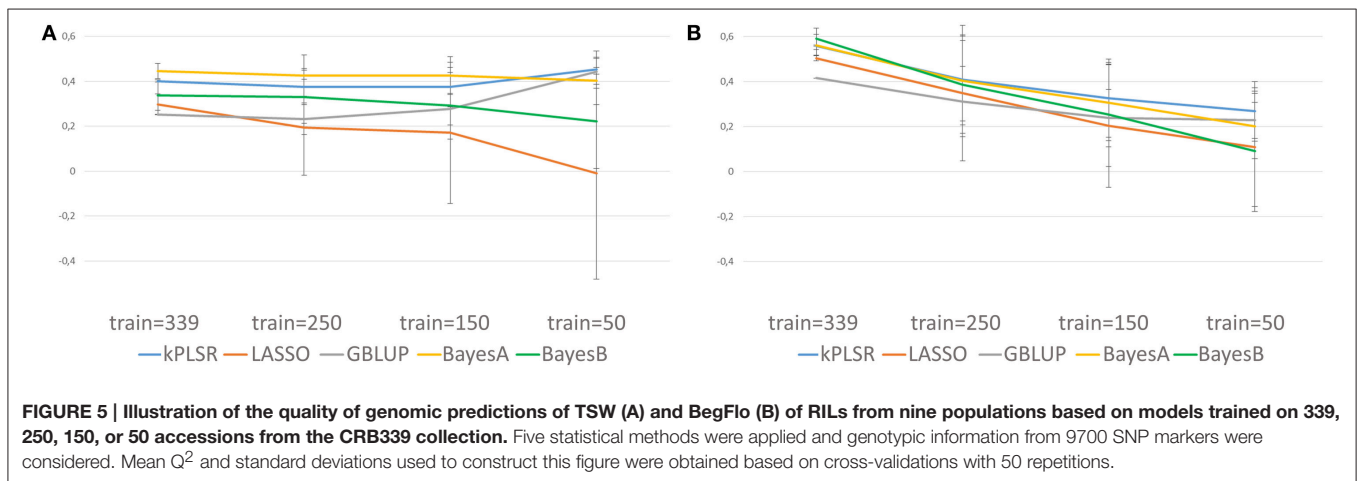 A
0,6
0,4
0,2
0
-0,2
-0,4
train=339 train=250 train=150 train=50
kPLSR LASSO GBLUP BayesA BayesB
B
0,6
0,4
0,2
0
-0,2
-0,4
train=339 train=250 train=150 train=50
kPLSR LASSO GBLUP BayesA BayesB
FIGURE 5 | Illustration of the quality of genomic predictions of TSW (A) and BegFlo (B) of RILs from nine populations based on models trained on 339,
250, 150, or 50 accessions from the CRB339 collection. Five statistical methods were applied and genotypic information from 9700 SNP markers were
considered. Mean Q² and standard deviations used to construct this figure were obtained based on cross-validations with 50 repetitions.